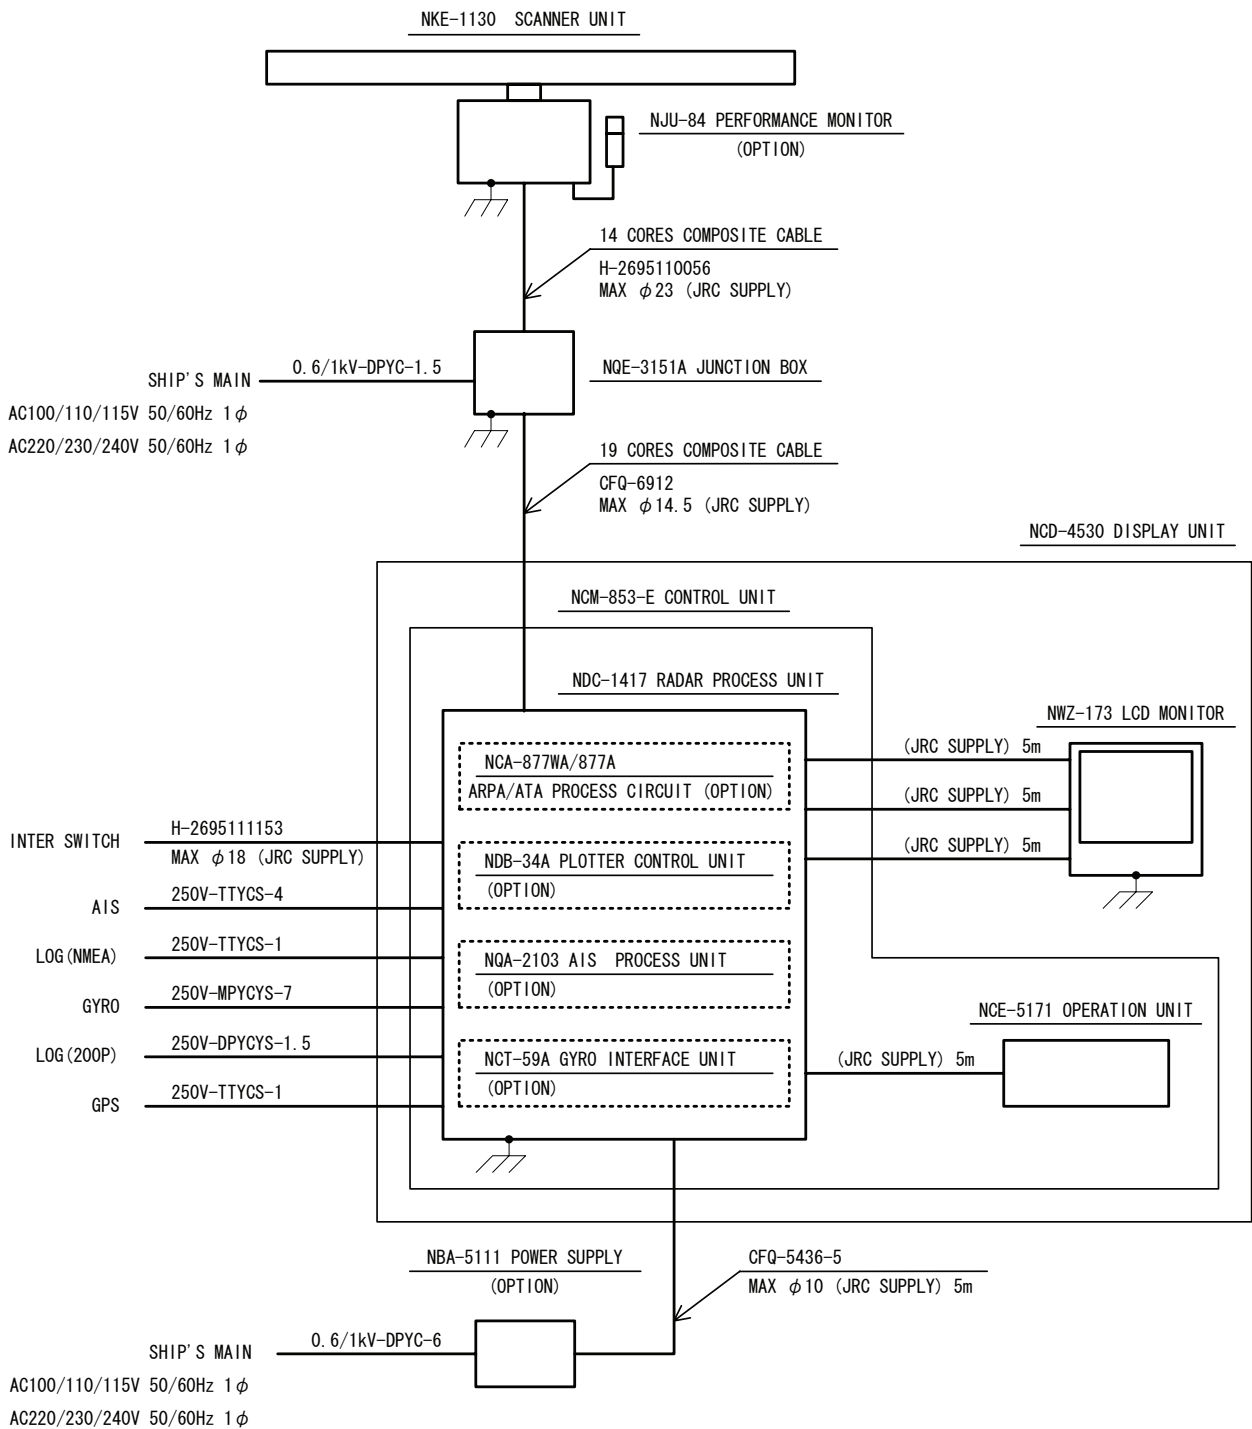 NKE-1130 SCANNER UNIT
NJU-84 PERFORMANCE MONITOR
(OPTION)
14 CORES COMPOSITE CABLE
H-2695110056
MAX φ23 (JRC SUPPLY)
0.6/1kV-DPYC-1.5
SHIP'S MAIN
NQE-3151A JUNCTION BOX
AC100/110/115V 50/60Hz 1φ
AC220/230/240V 50/60Hz 1φ
19 CORES COMPOSITE CABLE
CFQ-6912
MAX φ14.5 (JRC SUPPLY)
NCD-4530 DISPLAY UNIT
NCM-853-E CONTROL UNIT
NDC-1417 RADAR PROCESS UNIT
NWZ-173 LCD MONITOR
(JRC SUPPLY) 5m
NCA-877WA/877A
ARPA/ATA PROCESS CIRCUIT (OPTION)
(JRC SUPPLY) 5m
(JRC SUPPLY) 5m
INTER SWITCH
H-2695111153
MAX φ18 (JRC SUPPLY)
NDB-34A PLOTTER CONTROL UNIT
(OPTION)
AIS
250V-TTYCS-4
LOG(NMEA)
250V-TTYCS-1
NQA-2103 AIS PROCESS UNIT
(OPTION)
GYRO
250V-MPYCYS-7
NCE-5171 OPERATION UNIT
LOG(200P)
250V-DPYCYS-1.5
NCT-59A GYRO INTERFACE UNIT
(OPTION)
(JRC SUPPLY) 5m
GPS
250V-TTYCS-1
NBA-5111 POWER SUPPLY
(OPTION)
CFQ-5436-5
MAX φ10 (JRC SUPPLY) 5m
0.6/1kV-DPYC-6
SHIP'S MAIN
AC100/110/115V 50/60Hz 1φ
AC220/230/240V 50/60Hz 1φ